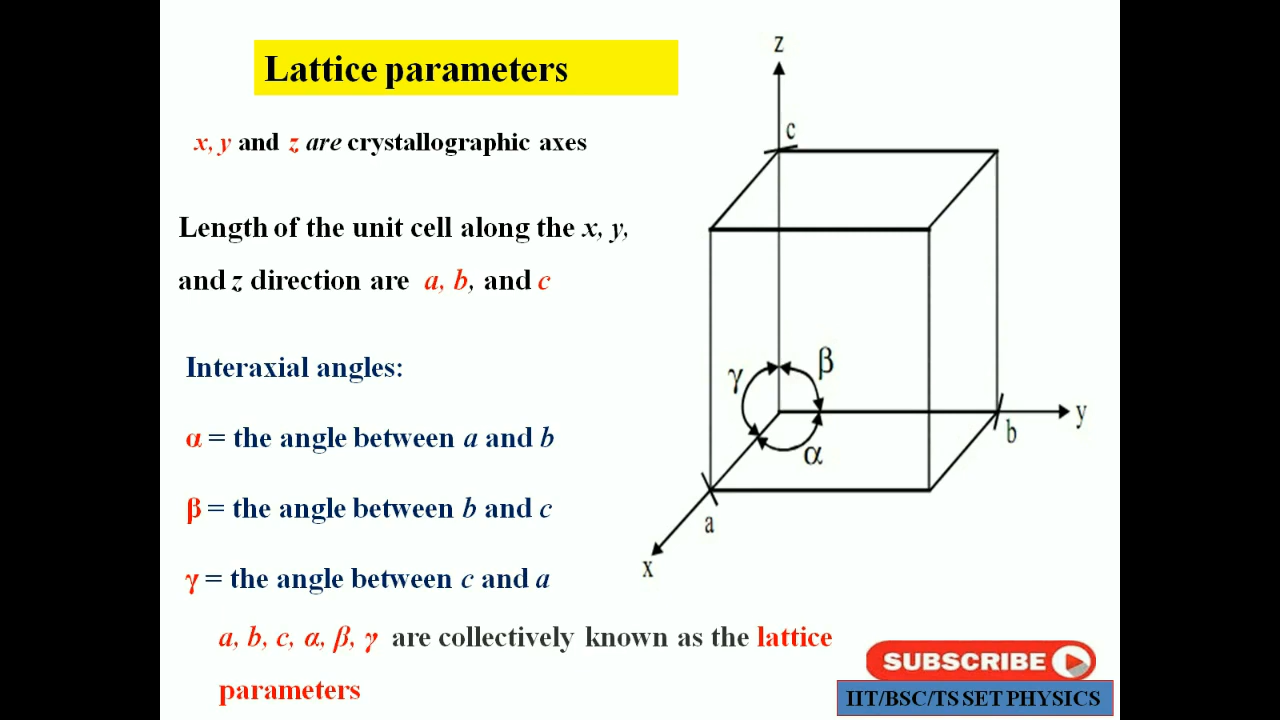 Lattice parameters
x, y and z are crystallographic axes
Length of the unit cell along the x, y,
and z direction are a, b, and c
Interaxial angles:
α = the angle between a and b
β = the angle between b and c
γ = the angle between c and a
a, b, c, α, β, γ are collectively known as the lattice
parameters
z
c
γ
β
y
b
α
a
x
SUBSCRIBE
IIT/BSC/TS SET PHYSICS